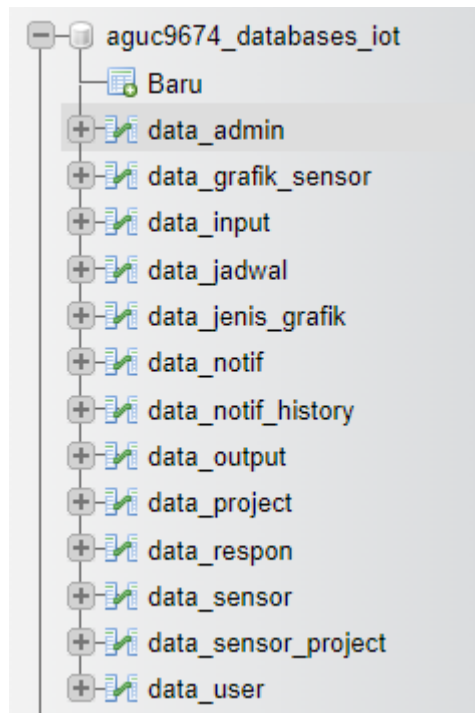 aguc9674_databases_iot
Baru
data_admin
data_grafik_sensor
data_input
data_jadwal
data_jenis_grafik
data_notif
data_notif_history
data_output
data_project
data_respon
data_sensor
data_sensor_project
data_user